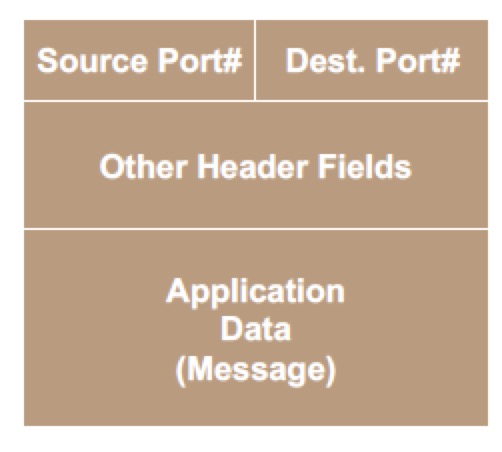 Source Port# Dest. Port#
Other Header Fields
Application
Data
(Message)